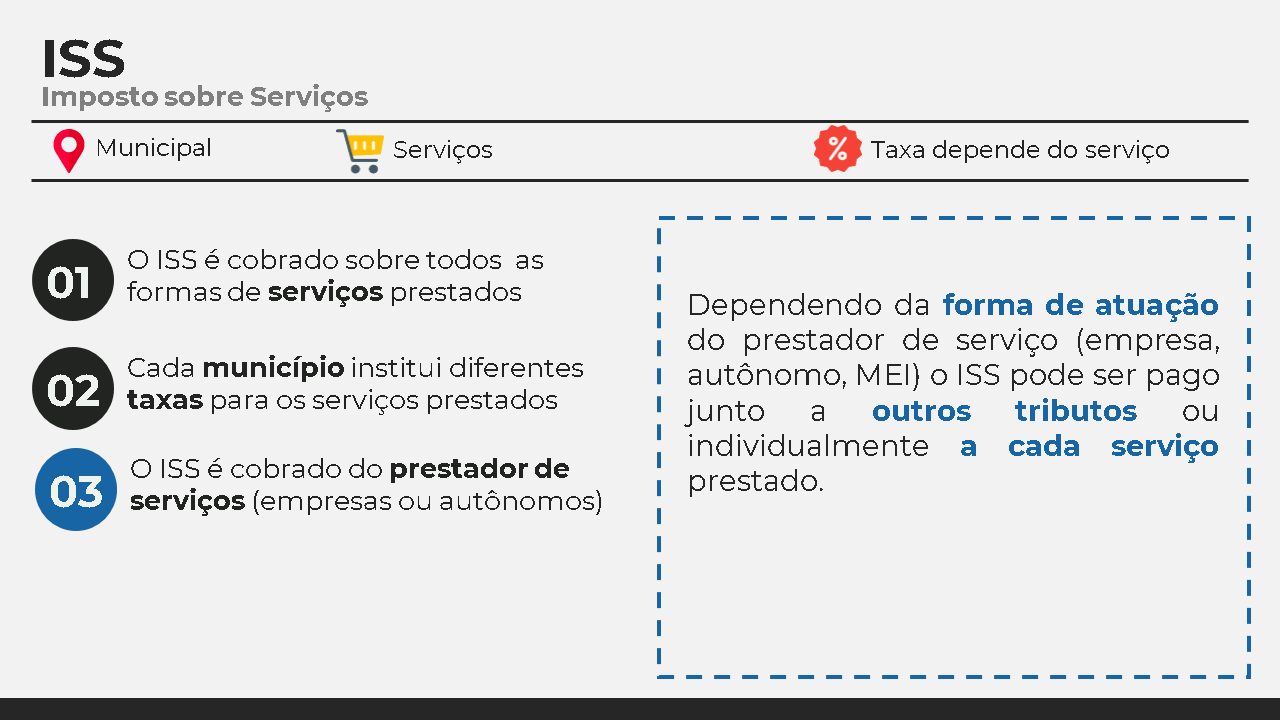 ISS
Imposto sobre Serviços
Municipal
Serviços
% Taxa depende do serviço
01
O ISS é cobrado sobre todos as
formas de serviços prestados
02
Cada município institui diferentes
taxas para os serviços prestados
03
O ISS é cobrado do prestador de
serviços (empresas ou autônomos)
Dependendo da forma de atuação
do prestador de serviço (empresa,
autônomo, MEI) o ISS pode ser pago
junto a outros tributos ou
individualmente a cada serviço
prestado.